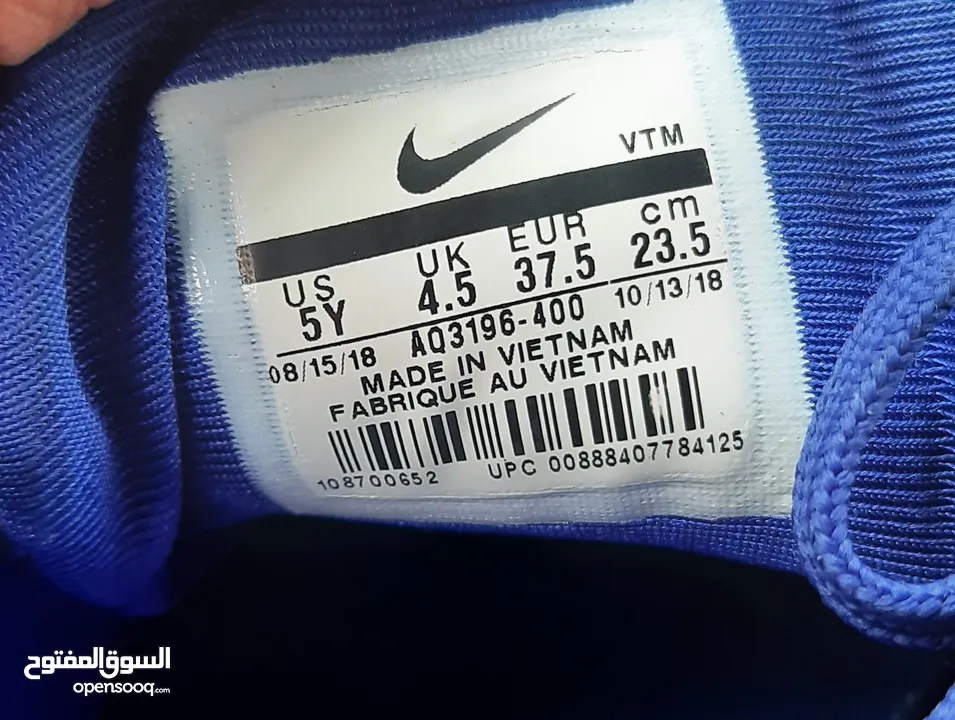 VTM
US UK EUR cm
5Y 4.5 37.5 23.5
08/15/18 AQ3196-400 10/13/18
MADE IN VIETNAM
FABRIQUE AU VIETNAM
108700652 UPC 00888407784125
السوق المفتوح
opensooq.com